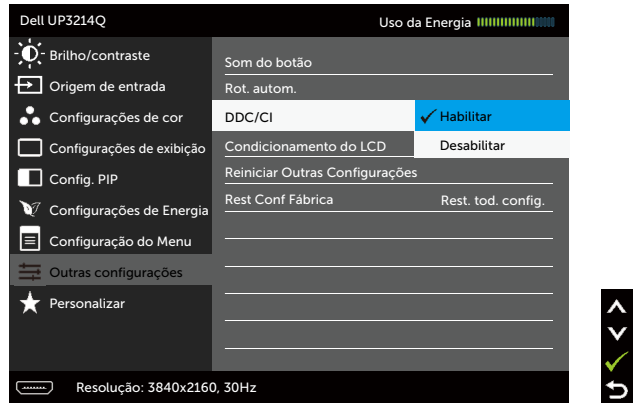 Dell UP3214Q
Uso da Energia
Brilho/contraste
Origem de entrada
Configurações de cor
Configurações de exibição
Config. PIP
Configurações de Energia
Configuração do Menu
Outras configurações
Personalizar
Som do botão
Rot. autom.
DDC/CI
Habilitar
Desabilitar
Condicionamento do LCD
Reiniciar Outras Configurações
Rest Conf Fábrica
Rest. tod. config.
Resolução: 3840x2160, 30Hz